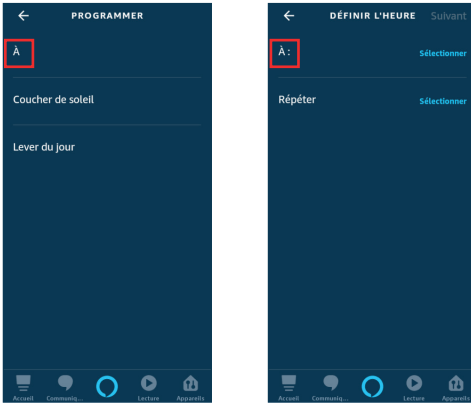 PROGRAMMER
À
Coucher de soleil
Lever du jour
Accueil Communiq... Lecture Appareils
DÉFINIR L'HEURE Suivant
À : Sélectionner
Répéter Sélectionner
Accueil Communiq... Lecture Appareils